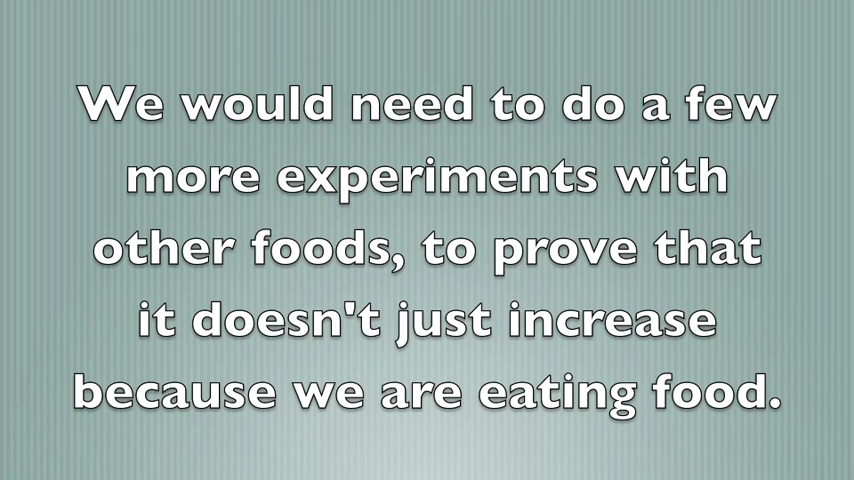 We would need to do a few
more experiments with
other foods, to prove that
it doesn't just increase
because we are eating food.